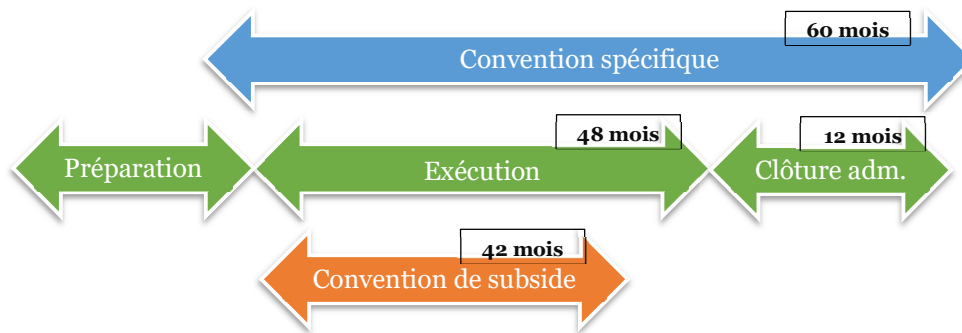 60 mois
Convention spécifique
48 mois
12 mois
Préparation
Exécution
Clôture adm.
42 mois
Convention de subside